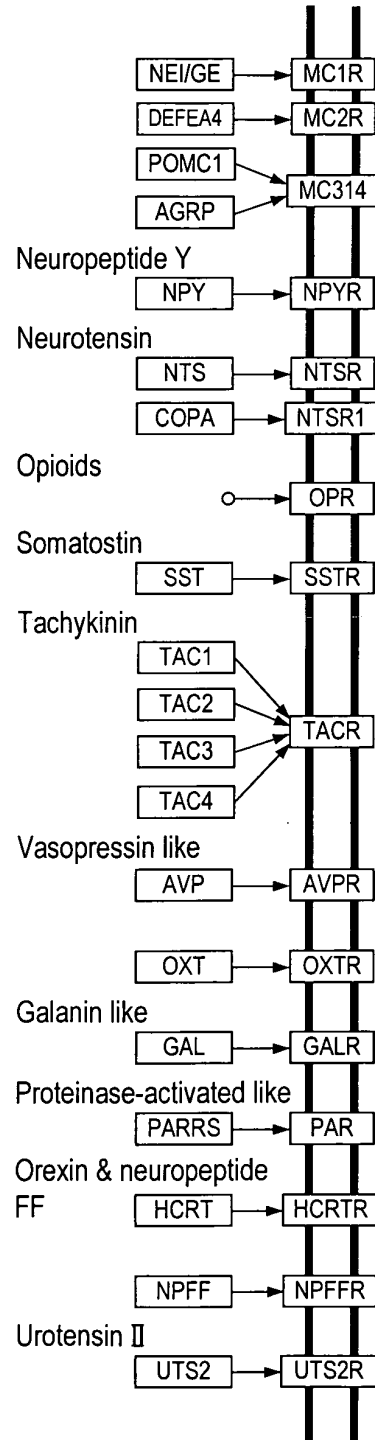 NEI/GE MC1R
DEFEA4 MC2R
POMC1
MC314
AGRP
Neuropeptide Y
NPY NPYR
Neurotensin
NTS NTSR
COPA NTSR1
Opioids
OPR
Somatostin
SST SSTR
Tachykinin
TAC1
TAC2
TACR
TAC3
TAC4
Vasopressin like
AVP AVPR
OXT OXTR
Galanin like
GAL GALR
Proteinase-activated like
PARRS PAR
Orexin & neuropeptide
FF HCRT HCRTR
NPFF NPFFR
Urotensin II
UTS2 UTS2R